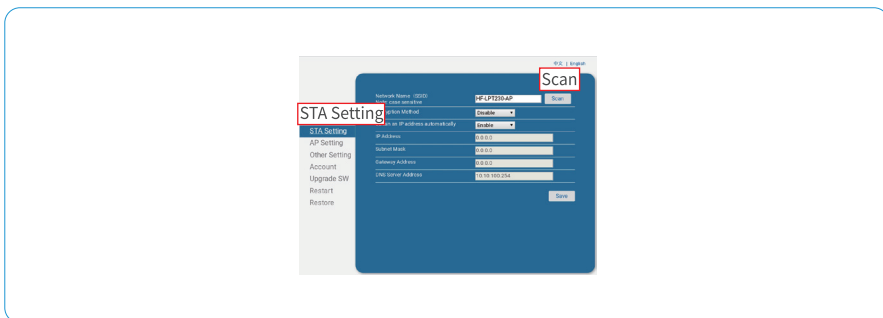 中文 | English
Scan
Network Name (SSID)
Note: case sensitive
HF-LPT230-AP
Scan
STA Setting
Disable
an IP address automatically
Enable
STA Setting
IP Address
0.0.0.0
AP Setting
Subnet Mask
0.0.0.0
Other Setting
Gateway Address
0.0.0.0
Account
DNS Server Address
10.10.100.254
Upgrade SW
Restart
Save
Restore